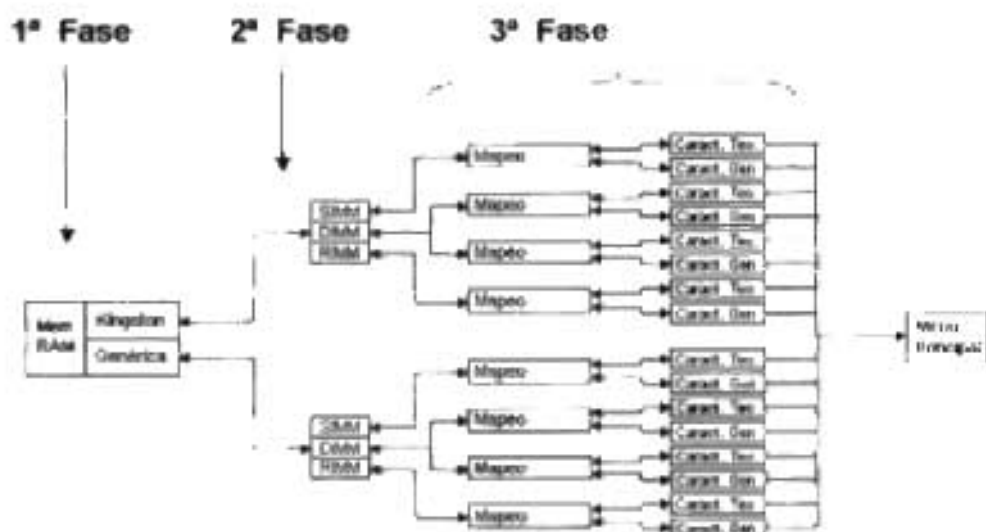 1ª Fase
2ª Fase
3ª Fase
Mem
RAM
Kingston
Genérica
SIMM
DIMM
RIMM
SIMM
DIMM
RIMM
Mapeo
Mapeo
Mapeo
Mapeo
Mapeo
Mapeo
Mapeo
Mapeo
Caract. Tec.
Caract. Gen
Caract. Tec.
Caract. Gen
Caract. Tec.
Caract. Gen
Caract. Tec.
Caract. Gen
Caract. Tec.
Caract. Gen
Caract. Tec.
Caract. Gen
Caract. Tec.
Caract. Gen
Caract. Tec.
Caract. Gen
Principal